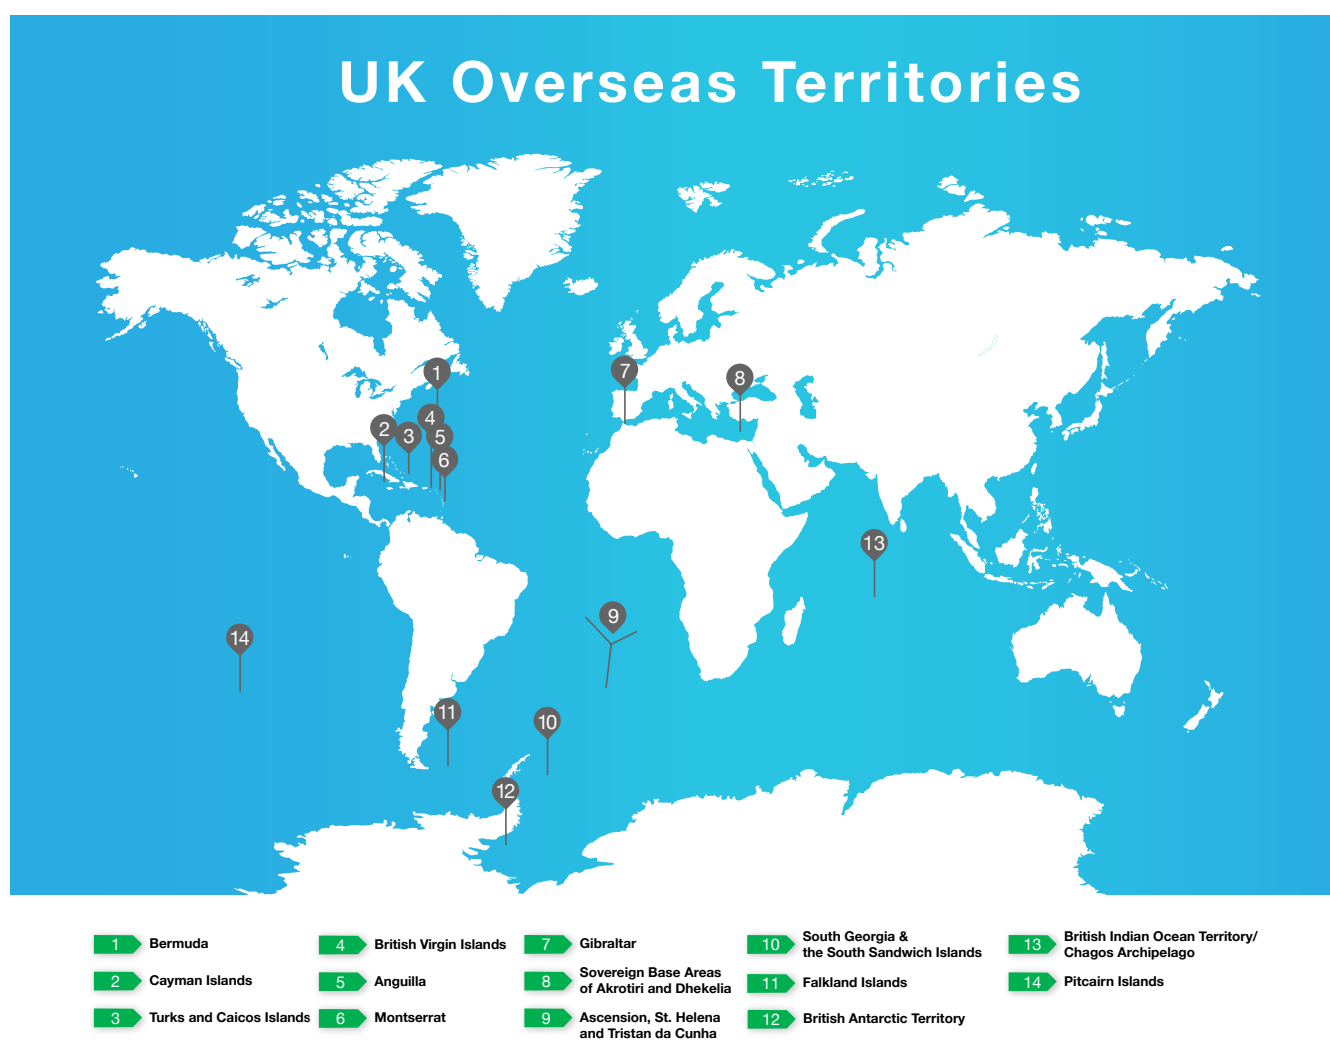 UK Overseas Territories
1
7
8
4
2
3
5
6
13
9
14
11
10
12
1 Bermuda
2 Cayman Islands
3 Turks and Caicos Islands
4 British Virgin Islands
5 Anguilla
6 Montserrat
7 Gibraltar
8 Sovereign Base Areas
of Akrotiri and Dhekelia
9 Ascension, St. Helena
and Tristan da Cunha
10 South Georgia &
the South Sandwich Islands
11 Falkland Islands
12 British Antarctic Territory
13 British Indian Ocean Territory/
Chagos Archipelago
14 Pitcairn Islands